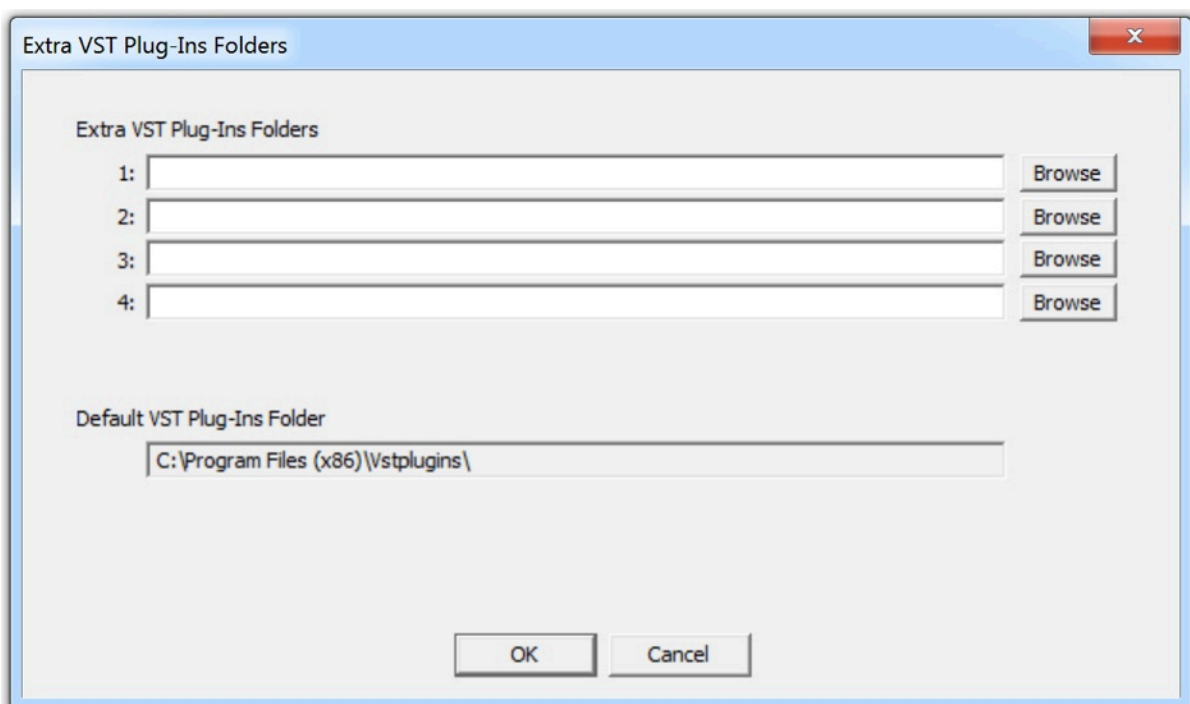 Extra VST Plug-Ins Folders
x
Extra VST Plug-Ins Folders
1: Browse
2: Browse
3: Browse
4: Browse
Default VST Plug-Ins Folder
C:\Program Files (x86)\Vstplugins\
OK Cancel